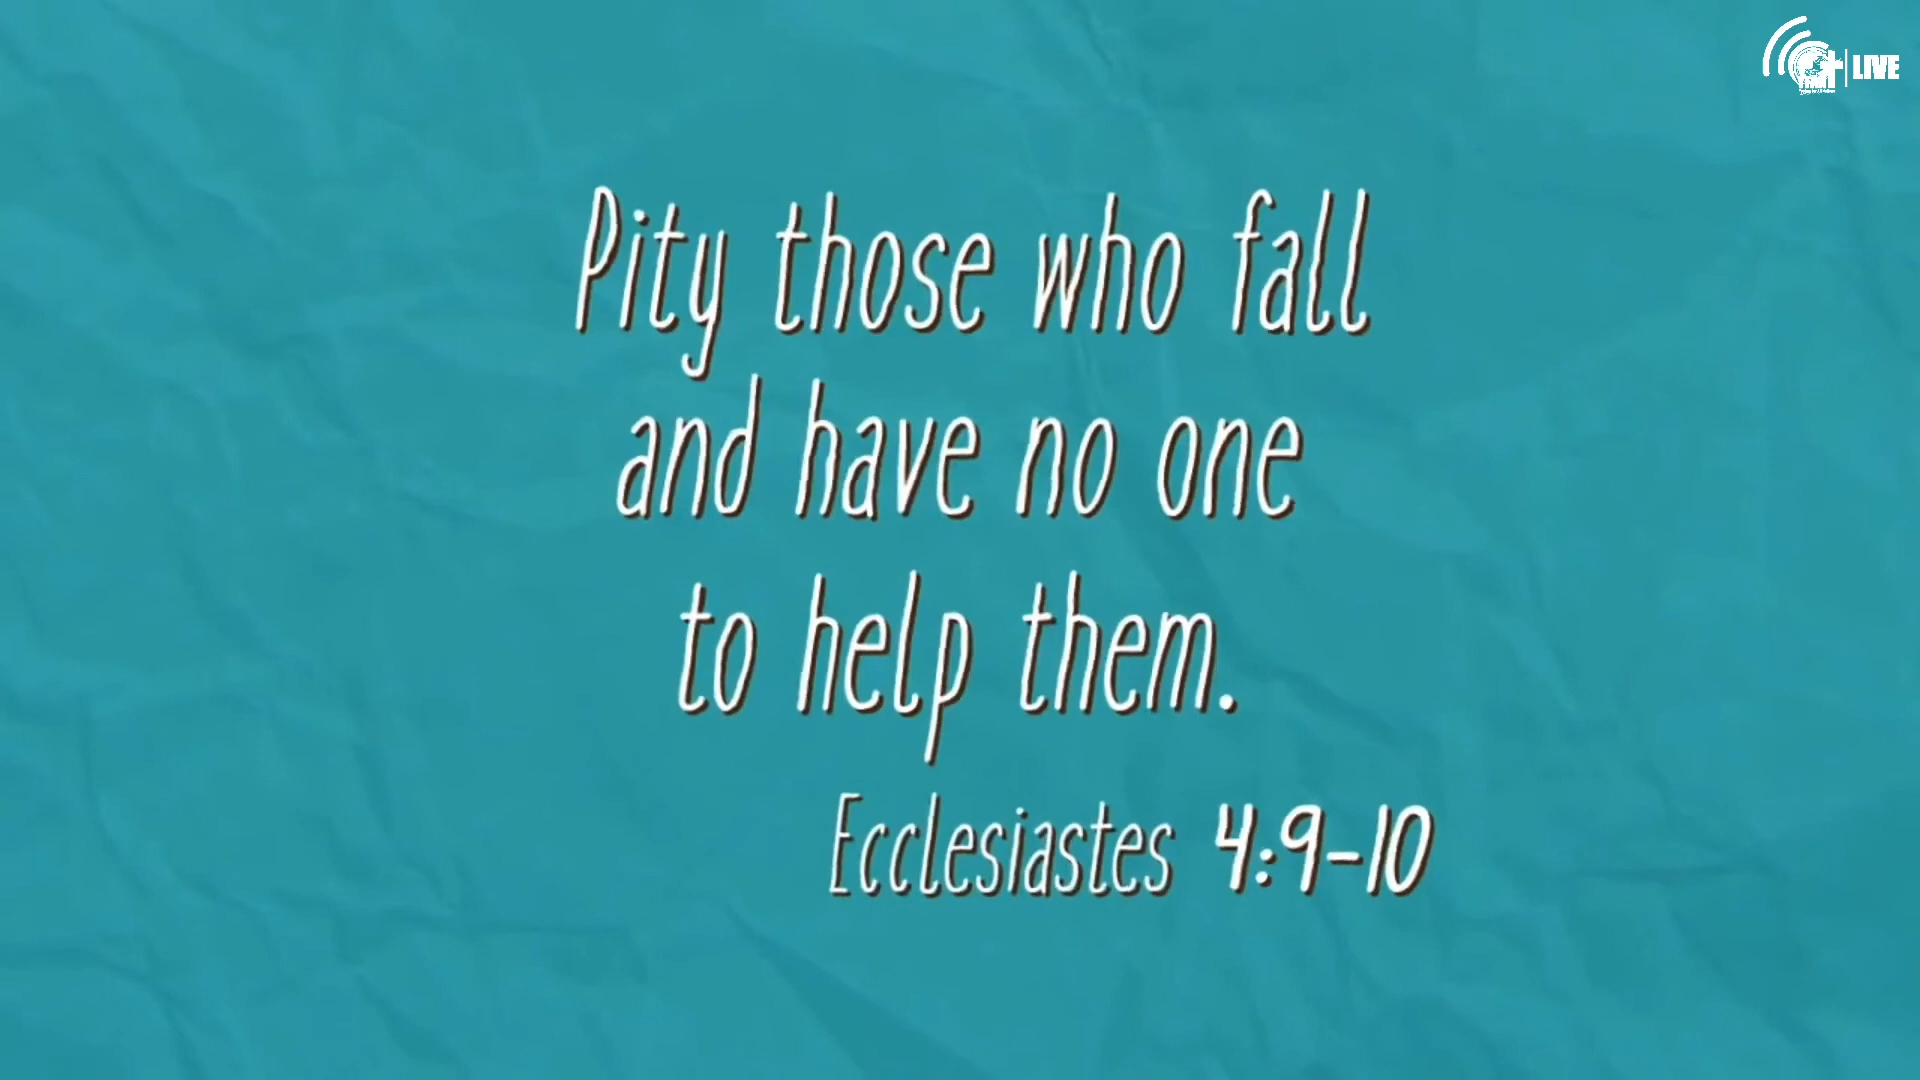 LIVE
Pity those who fall
and have no one
to help them.
Ecclesiastes 4:9-10